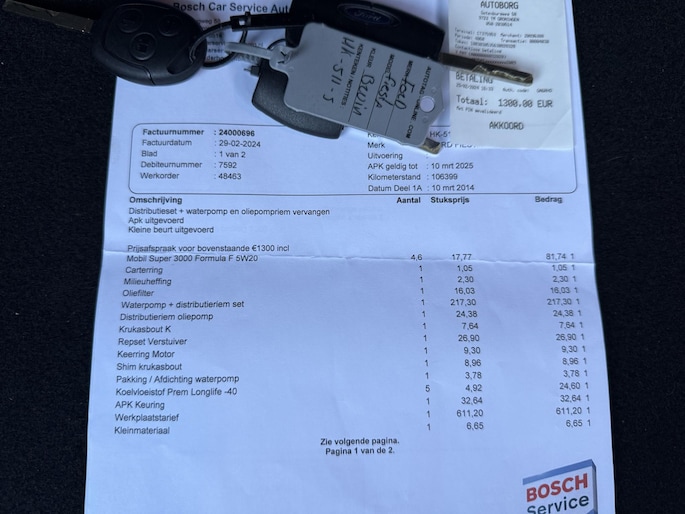 Bosch Car Service Aut
AUTOBORG
BETALING
Totaal: 1300.00 EUR
AKKOORD
KLEUR
Ford
Fiesta
HK-511-S
Factuurnummer : 24000696
Factuurdatum : 29-02-2024
Blad : 1 van 2
Debiteurnummer : 7592
Werkorder : 48463
HK-51
Merk
Uitvoering :
APK geldig tot : 10 mrt 2025
Kilometerstand : 106399
Datum Deel 1A : 10 mrt 2014
Omschrijving Aantal Stuksprijs Bedrag
Distributieset + waterpomp en oliepompriem vervangen
Apk uitgevoerd
Kleine beurt uitgevoerd
Prijsafspraak voor bovenstaande €1300 incl
Mobil Super 3000 Formula F 5W20 4,6 17,77 81,74 1
Carterring 1 1,05 1,05 1
Milieuheffing 1 2,30 2,30 1
Oliefilter 1 16,03 16,03 1
Waterpomp + distributieriem set 1 217,30 217,30 1
Distributieriem oliepomp 1 24,38 24,38 1
Krukasbout K 1 7,64 7,64 1
Repset Verstuiver 1 26,90 26,90 1
Keerring Motor 1 9,30 9,30 1
Shim krukasbout 1 8,96 8,96 1
Pakking / Afdichting waterpomp 1 3,78 3,78 1
Koelvloeistof Prem Longlife -40 5 4,92 24,60 1
APK Keuring 1 32,64 32,64 1
Werkplaatstarief 1 611,20 611,20 1
Kleinmateriaal 1 6,65 6,65 1
Zie volgende pagina.
Pagina 1 van de 2.
BOSCH
Service